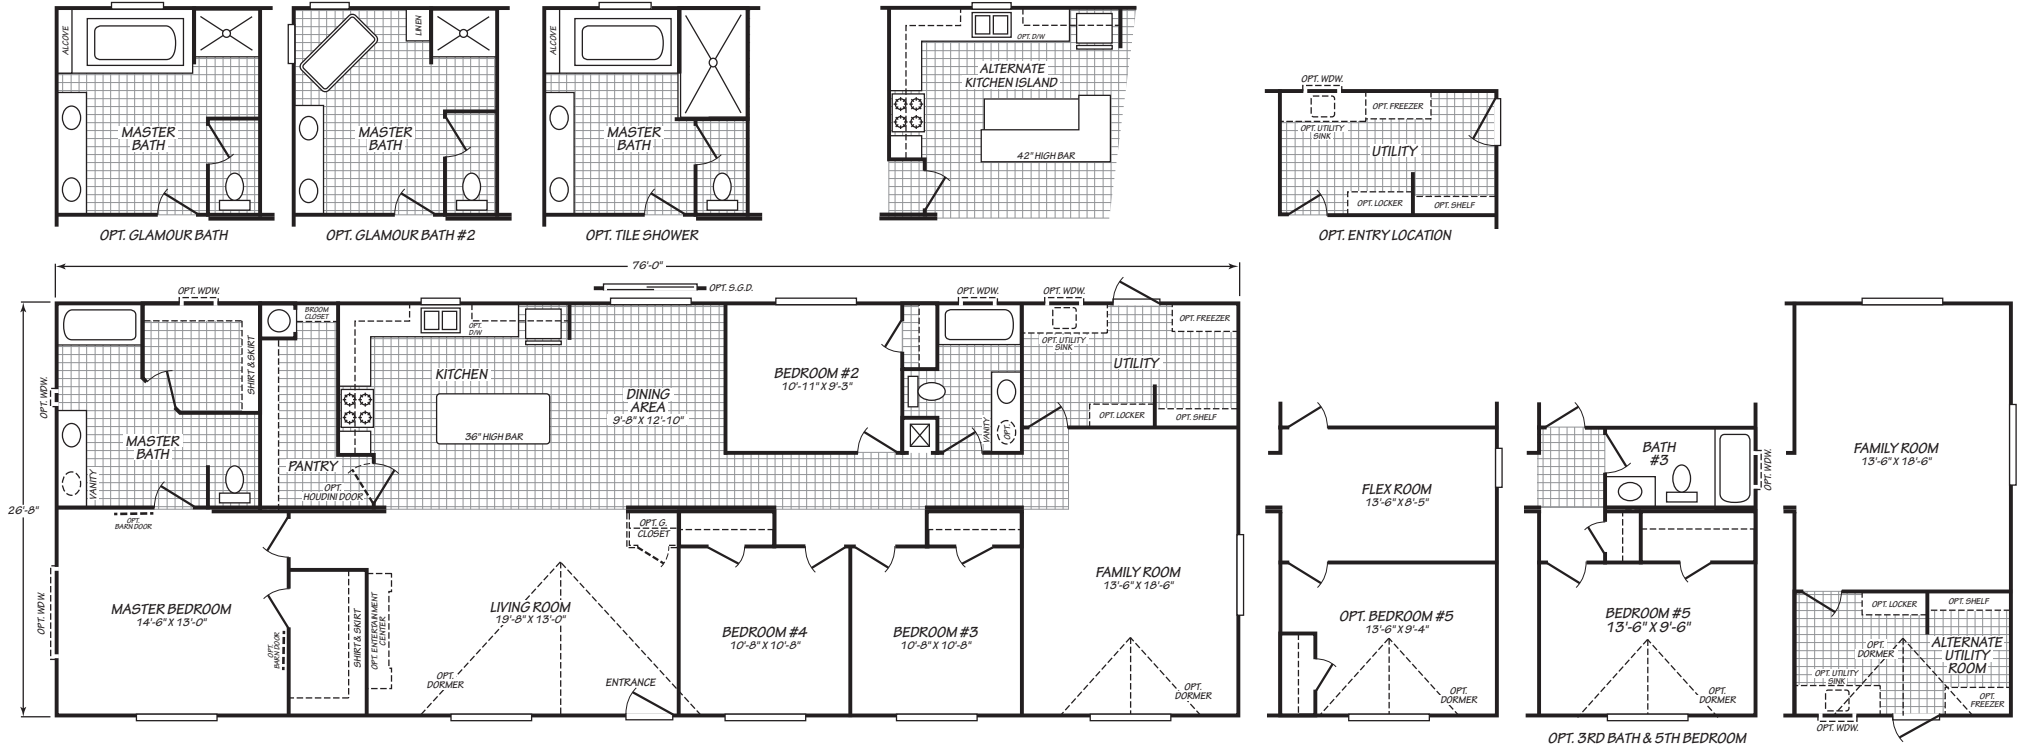 ALCOVE
MASTER
BATH
OPT. GLAMOUR BATH
LINEN
MASTER
BATH
OPT. GLAMOUR BATH #2
ALCOVE
MASTER
BATH
OPT. TILE SHOWER
OPT. D/W
ALTERNATE
KITCHEN ISLAND
42" HIGH BAR
OPT. WDW.
OPT. UTILITY
SINK
OPT. FREEZER
UTILITY
OPT. LOCKER
OPT. SHELF
OPT. ENTRY LOCATION
76'-0"
26'-8"
OPT. WDW.
OPT. S.G.D.
OPT. WDW.
OPT. WDW.
BROOM
CLOSET
SHIRT & SKIRT
OPT. WDW.
MASTER
BATH
VANITY
OPT.
BARN DOOR
PANTRY
OPT.
HOUDINI DOOR
OPT.
D/W
KITCHEN
36" HIGH BAR
DINING
AREA
9'-8" X 12'-10"
BEDROOM #2
10'-11" X 9'-3"
VANITY
OPT.
OPT. UTILITY
SINK
OPT. FREEZER
UTILITY
OPT. LOCKER
OPT. SHELF
OPT. WDW.
MASTER BEDROOM
14'-6" X 13'-0"
OPT.
BARN DOOR
SHIRT & SKIRT
OPT. ENTERTAINMENT
CENTER
LIVING ROOM
19'-8" X 13'-0"
OPT.
DORMER
ENTRANCE
OPT. G.
CLOSET
BEDROOM #4
10'-8" X 10'-8"
BEDROOM #3
10'-8" X 10'-8"
FAMILY ROOM
13'-6" X 18'-6"
OPT.
DORMER
FLEX ROOM
13'-6" X 8'-5"
OPT. BEDROOM #5
13'-6" X 9'-4"
OPT.
DORMER
BATH
#3
OPT. WDW.
BEDROOM #5
13'-6" X 9'-6"
OPT.
DORMER
OPT. 3RD BATH & 5TH BEDROOM
FAMILY ROOM
13'-6" X 18'-6"
OPT. LOCKER
OPT. SHELF
OPT.
DORMER
ALTERNATE
UTILITY
ROOM
OPT. UTILITY
SINK
OPT.
FREEZER
OPT. WDW.